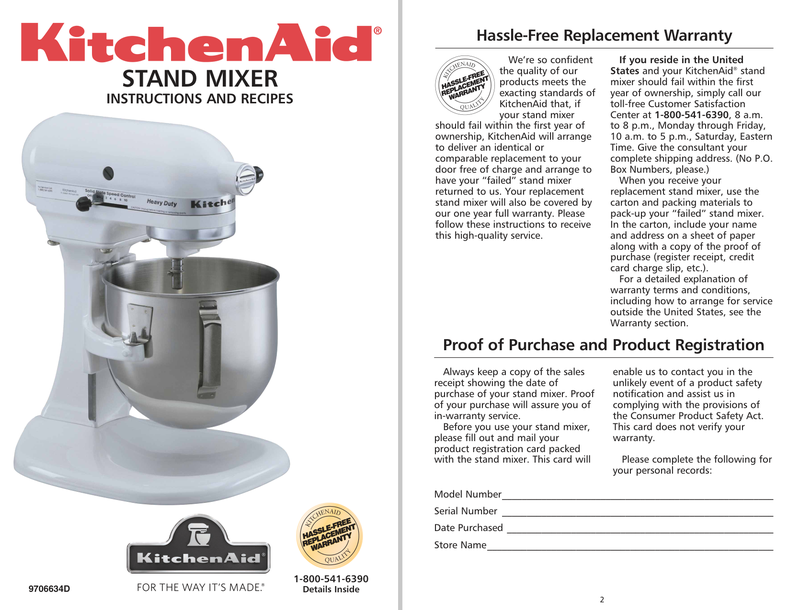 KitchenAid®
STAND MIXER
INSTRUCTIONS AND RECIPES
Heavy Duty
Kitchen
KITCHENAID
HASSLE-FREE
REPLACEMENT
WARRANTY
QUALITY
KitchenAid®
FOR THE WAY IT'S MADE.®
1-800-541-6390
Details Inside
9706634D
Hassle-Free Replacement Warranty
KITCHENAID
HASSLE-FREE
REPLACEMENT
WARRANTY
QUALITY
We're so confident
the quality of our
products meets the
exacting standards of
KitchenAid that, if
your stand mixer
should fail within the first year of
ownership, KitchenAid will arrange
to deliver an identical or
comparable replacement to your
door free of charge and arrange to
have your “failed” stand mixer
returned to us. Your replacement
stand mixer will also be covered by
our one year full warranty. Please
follow these instructions to receive
this high-quality service.
If you reside in the United
States and your KitchenAid® stand
mixer should fail within the first
year of ownership, simply call our
toll-free Customer Satisfaction
Center at 1-800-541-6390, 8 a.m.
to 8 p.m., Monday through Friday,
10 a.m. to 5 p.m., Saturday, Eastern
Time. Give the consultant your
complete shipping address. (No P.O.
Box Numbers, please.)
When you receive your
replacement stand mixer, use the
carton and packing materials to
pack-up your “failed” stand mixer.
In the carton, include your name
and address on a sheet of paper
along with a copy of the proof of
purchase (register receipt, credit
card charge slip, etc.).
For a detailed explanation of
warranty terms and conditions,
including how to arrange for service
outside the United States, see the
Warranty section.
Proof of Purchase and Product Registration
Always keep a copy of the sales
receipt showing the date of
purchase of your stand mixer. Proof
of your purchase will assure you of
in-warranty service.
Before you use your stand mixer,
please fill out and mail your
product registration card packed
with the stand mixer. This card will
enable us to contact you in the
unlikely event of a product safety
notification and assist us in
complying with the provisions of
the Consumer Product Safety Act.
This card does not verify your
warranty.
Please complete the following for
your personal records:
Model Number
Serial Number
Date Purchased
Store Name
2